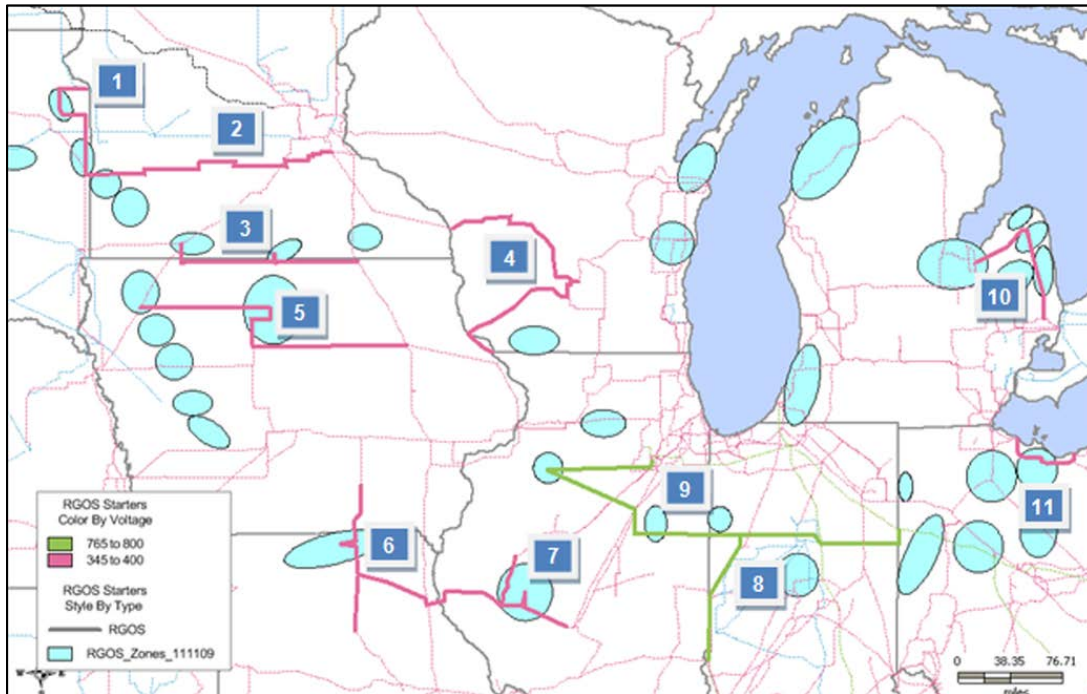 1
2
3
4
5
6
7
8
9
10
11
RGOS Starters
Color By Voltage
765 to 800
345 to 400
RGOS Starters
Style By Type
RGOS
RGOS_Zones_111109
W E
0 38.35 76.71
miles